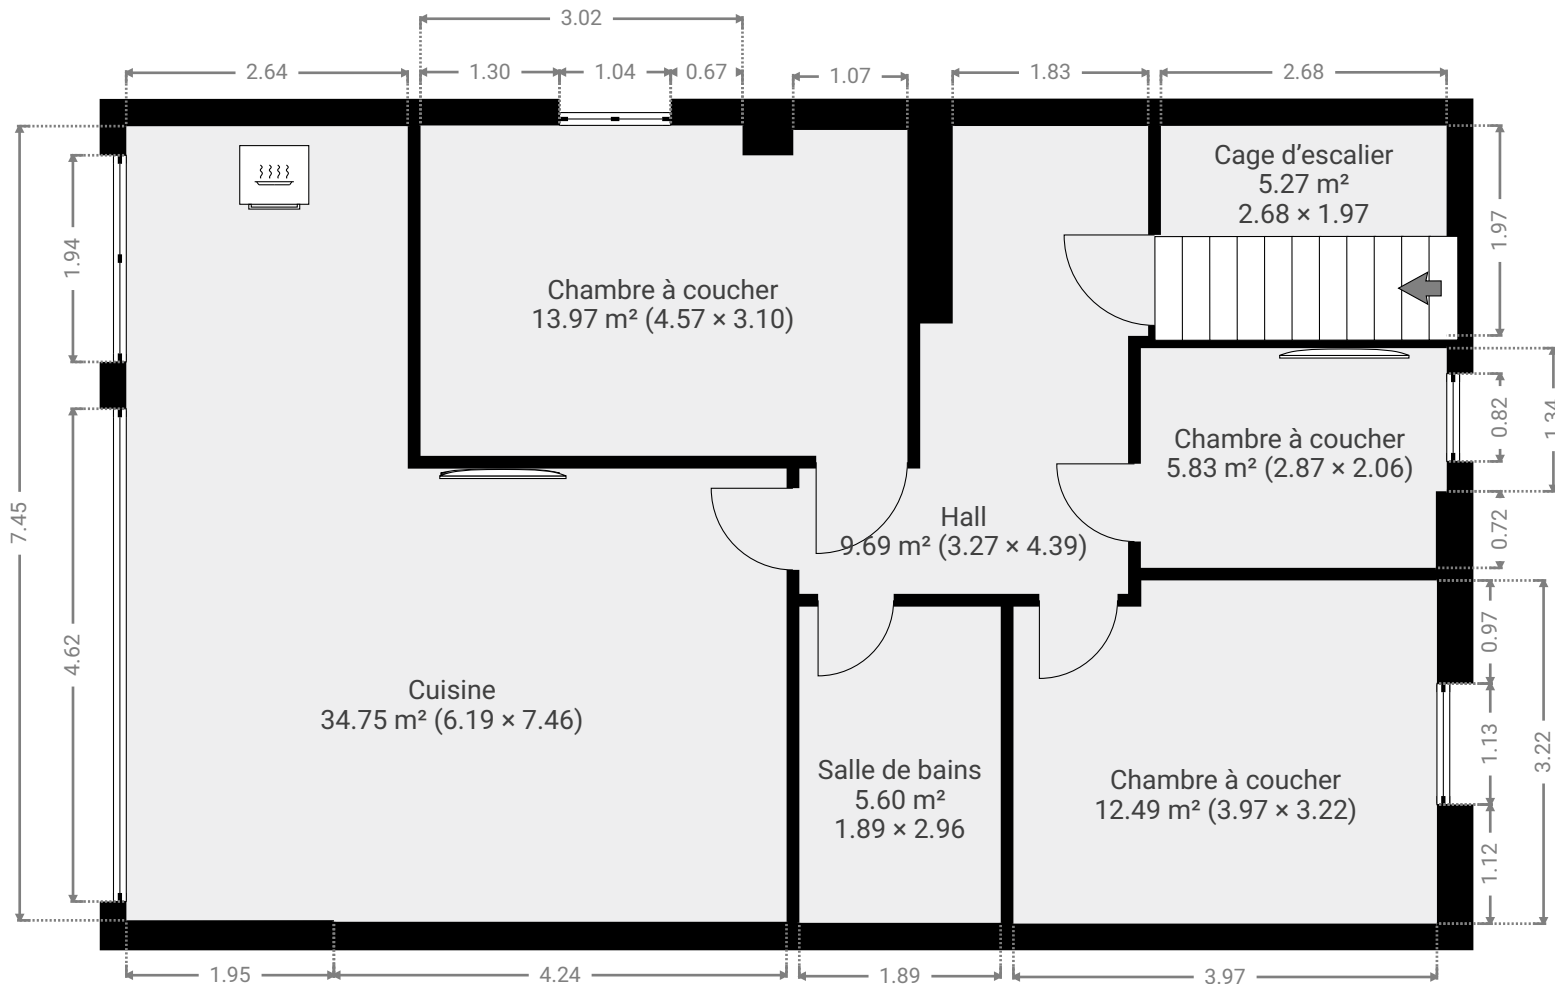 3.02
2.64
1.30
1.04
0.67
1.07
1.83
2.68
Cage d’escalier
5.27 m²
2.68 × 1.97
1.97
1.94
Chambre à coucher
13.97 m² (4.57 × 3.10)
0.82
1.34
Chambre à coucher
5.83 m² (2.87 × 2.06)
7.45
Hall
9.69 m² (3.27 × 4.39)
0.72
4.62
0.97
Cuisine
34.75 m² (6.19 × 7.46)
1.13
3.22
Salle de bains
5.60 m²
1.89 × 2.96
Chambre à coucher
12.49 m² (3.97 × 3.22)
1.12
1.95
4.24
1.89
3.97